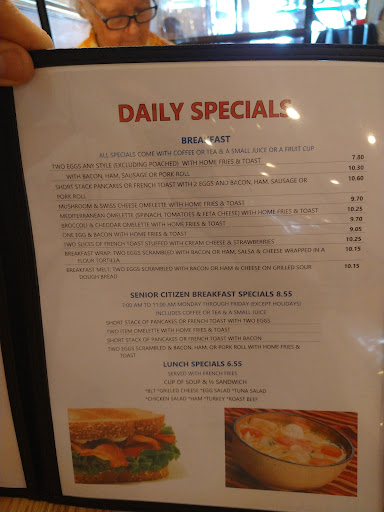 DAILY SPECIALS
BREAKFAST
ALL SPECIALS COME WITH COFFEE OR TEA & A SMALL JUICE OR A FRUIT CUP
TWO EGGS ANY STYLE (EXCLUDING POACHED) WITH HOME FRIES & TOAST 7.80
WITH BACON, HAM, SAUSAGE OR PORK ROLL 10.30
SHORT STACK PANCAKES OR FRENCH TOAST WITH 2 EGGS AND BACON, HAM, SAUSAGE OR 10.60
PORK ROLL
MUSHROOM & SWISS CHEESE OMELETTE WITH HOME FRIES & TOAST 9.70
MEDITERRANEAN OMELETTE (SPINACH, TOMATOES & FETA CHEESE) WITH HOME FRIES & TOAST 10.25
BROCCOLI & CHEDDAR OMELETTE WITH HOME FRIES & TOAST 9.70
ONE EGG & BACON WITH HOME FRIES & TOAST 9.05
TWO SLICES OF FRENCH TOAST STUFFED WITH CREAM CHEESE & STRAWBERRIES 10.25
BREAKFAST WRAP: TWO EGGS SCRAMBLED WITH BACON OR HAM, SALSA & CHEESE WRAPPED IN A 10.15
FLOUR TORTILLA
BREAKFAST MELT, TWO EGGS SCRAMBLED WITH BACON OR HAM & CHEESE ON GRILLED SOUR 10.15
DOUGH BREAD
SENIOR CITIZEN BREAKFAST SPECIALS 8.55
7:00 AM TO 11:00 AM MONDAY THROUGH FRIDAY EXCEPT HOLIDAYS)
INCLUDES COFFEE OR TEA & SMALL JUICE
SHORT STACK OF PANCAKES OR FRENCH TOAST WITH TWO EGGS
TWO ITEM OMELETTE WITH HOME FRIES & TOAST
SHORT STACK OF PANCAKES OR FRENCH TOAST WITH BACON
TWO EGGS SCRAMBLED & BACON, HAM, OR PORK ROLL WITH HOME FRIES &
TOAST
LUNCH SPECIALS 6.55
SERVED WITH FRENCH FRIES
CUP OF SOUP & ½ SANDWICH
*BLT *GRILLED CHEESE *EGG SALAD *TUNA SALAD
*CHICKEN SALAD *HAM *TURKEY *ROAST BEEF